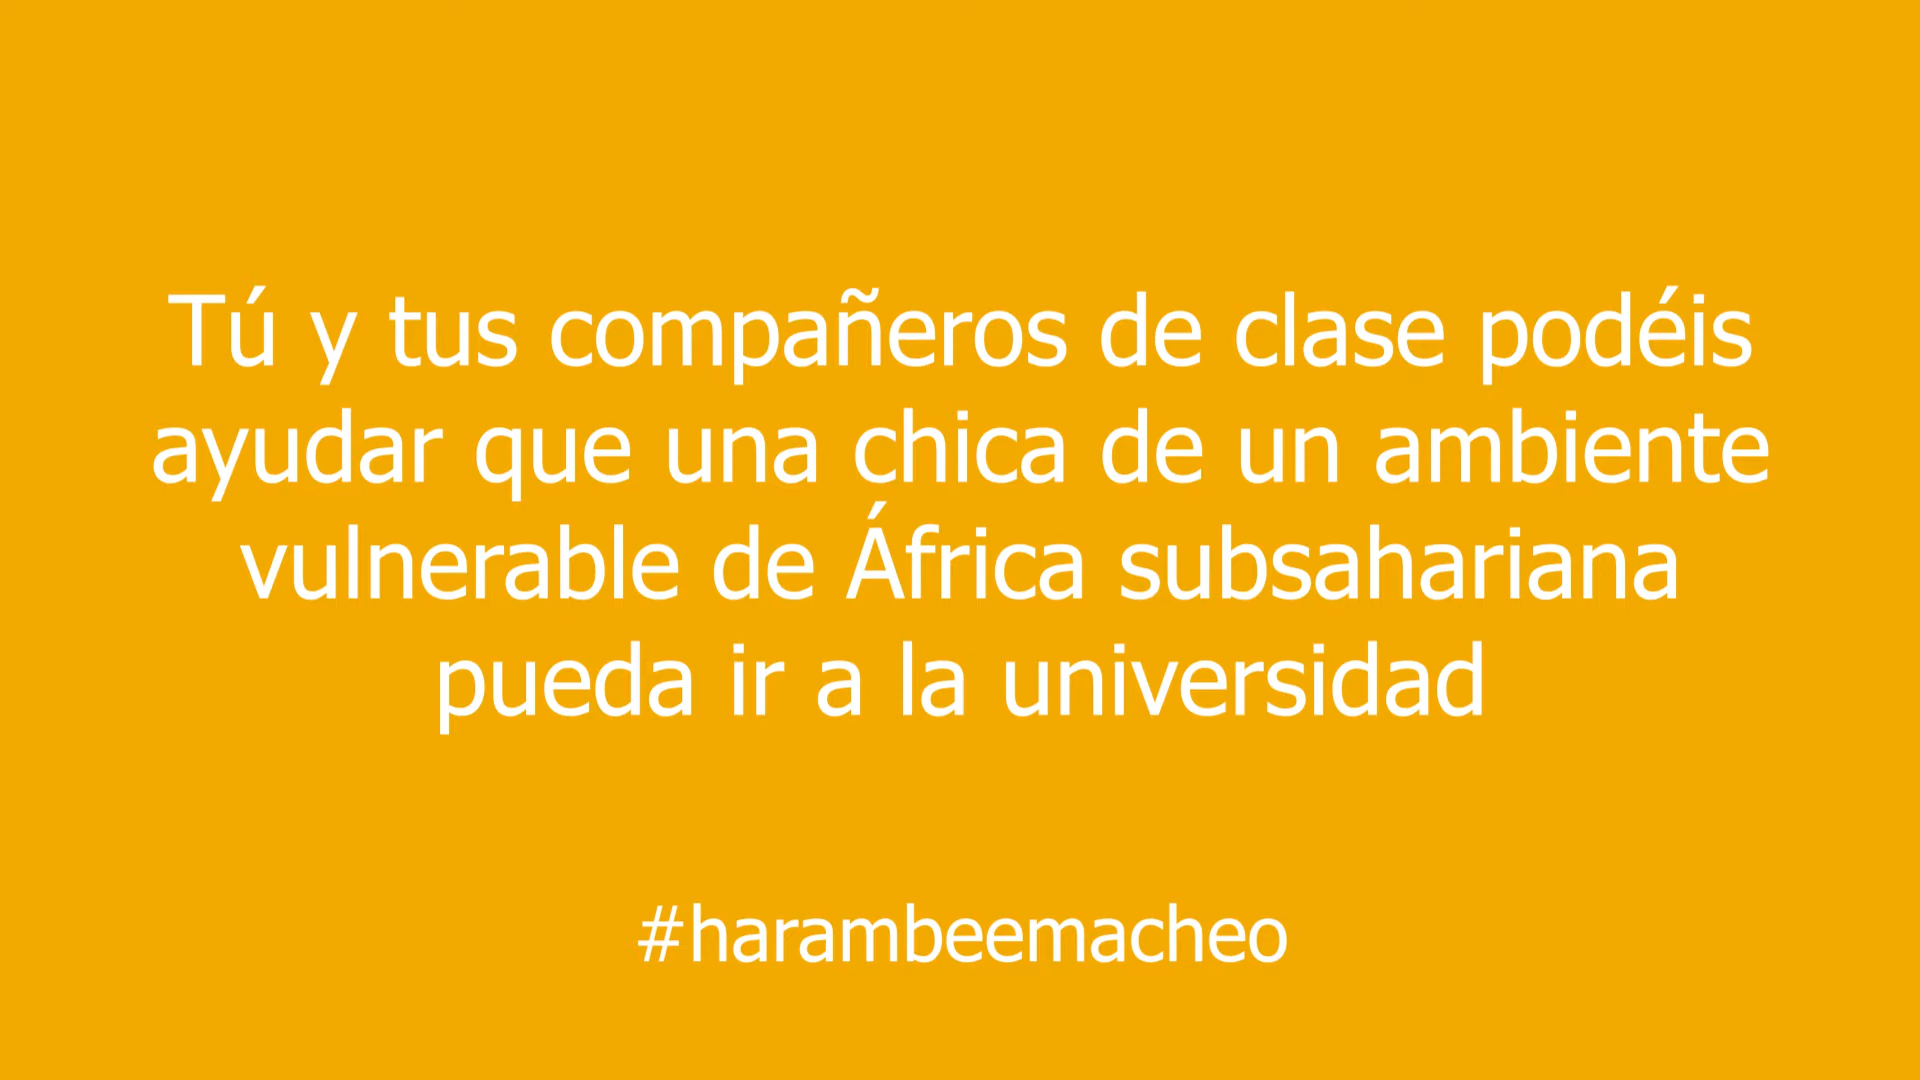 Tú y tus compañeros de clase podéis
ayudar que una chica de un ambiente
vulnerable de África subsahariana
pueda ir a la universidad
#harambeemacheo